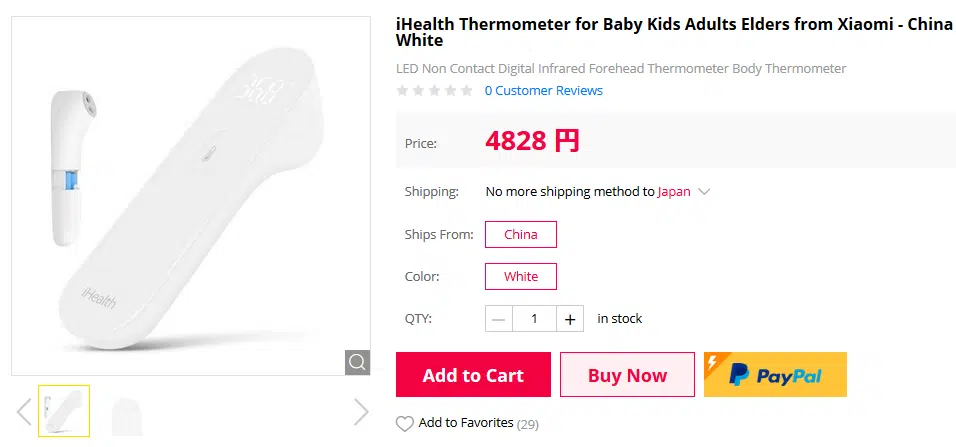 iHealth Thermometer for Baby Kids Adults Elders from Xiaomi - China
White
LED Non Contact Digital Infrared Forehead Thermometer Body Thermometer
0 Customer Reviews
Price: 4828 円
Shipping: No more shipping method to Japan
Ships From: China
Color: White
QTY: — 1 + in stock
Add to Cart Buy Now PayPal
Add to Favorites (29)
iHealth